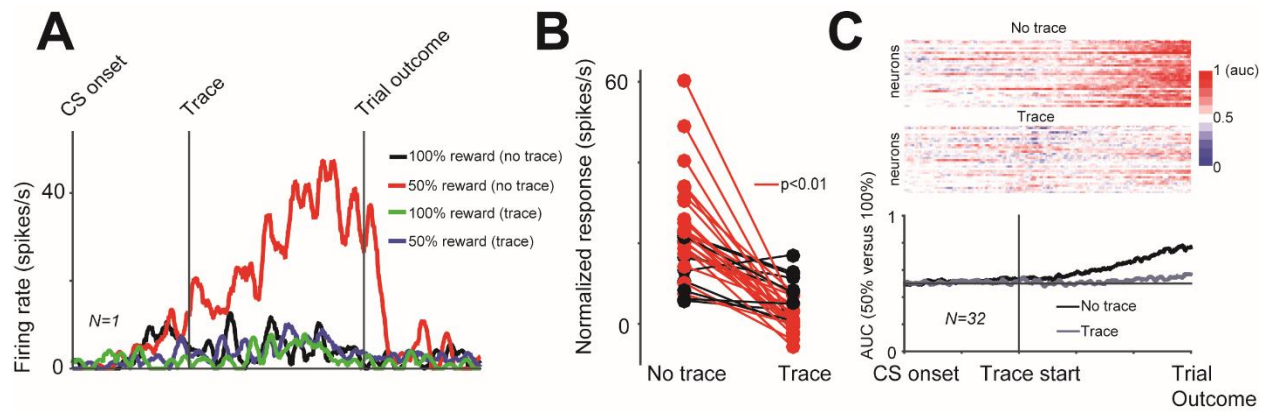 A
CS onset
Trace
Trial outcome
Firing rate (spikes/s)
40
0
N=1
100% reward (no trace)
50% reward (no trace)
100% reward (trace)
50% reward (trace)
B
Normalized response (spikes/s)
60
0
p<0.01
No trace
Trace
C
No trace
neurons
Trace
neurons
1 (auc)
0.5
0
AUC (50% versus 100%)
1
0
N=32
No trace
Trace
CS onset
Trace start
Trial
Outcome